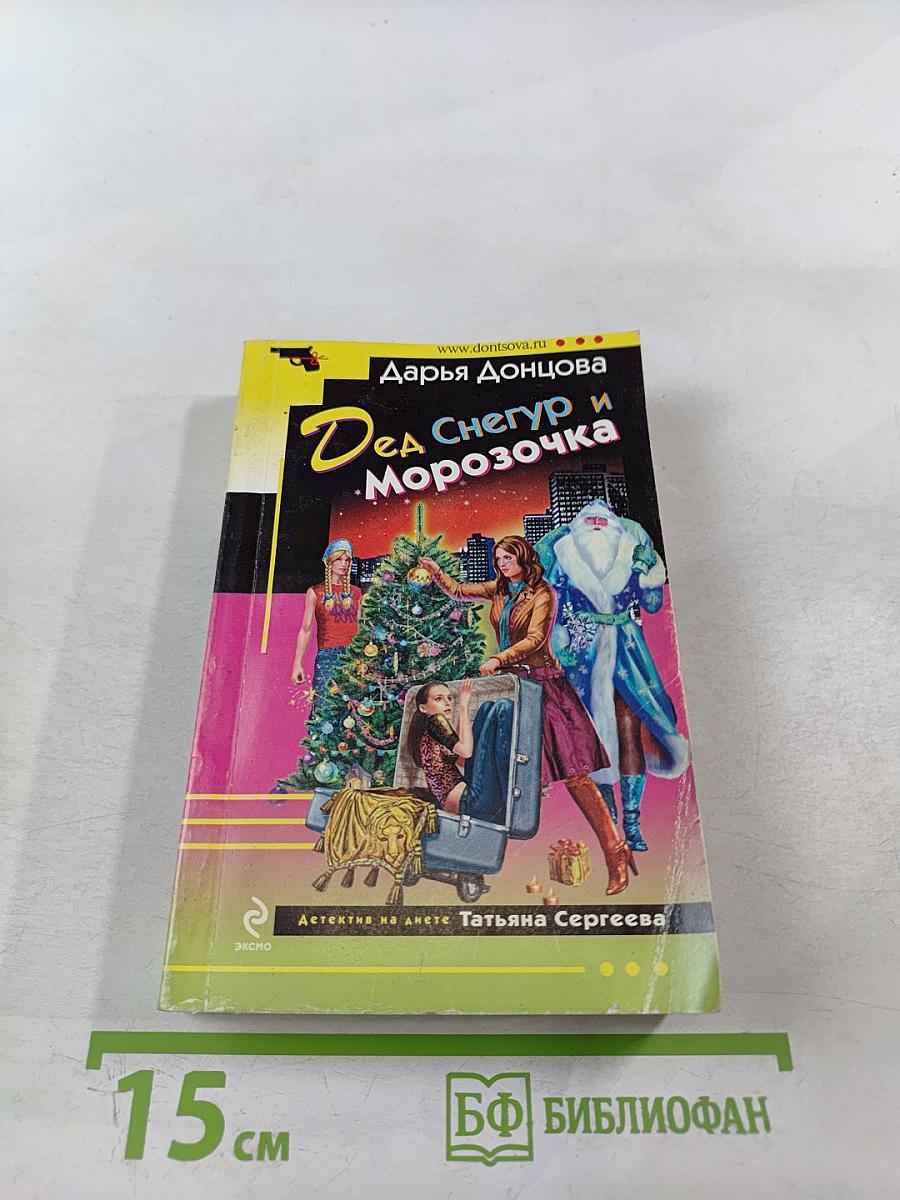 www.dontsova.ru
Дарья Донцова
Дед Снегур и
Морозочка
эксмо
Детектив на диете Татьяна Сергеева
15 см
БФ БИБЛИОФАН